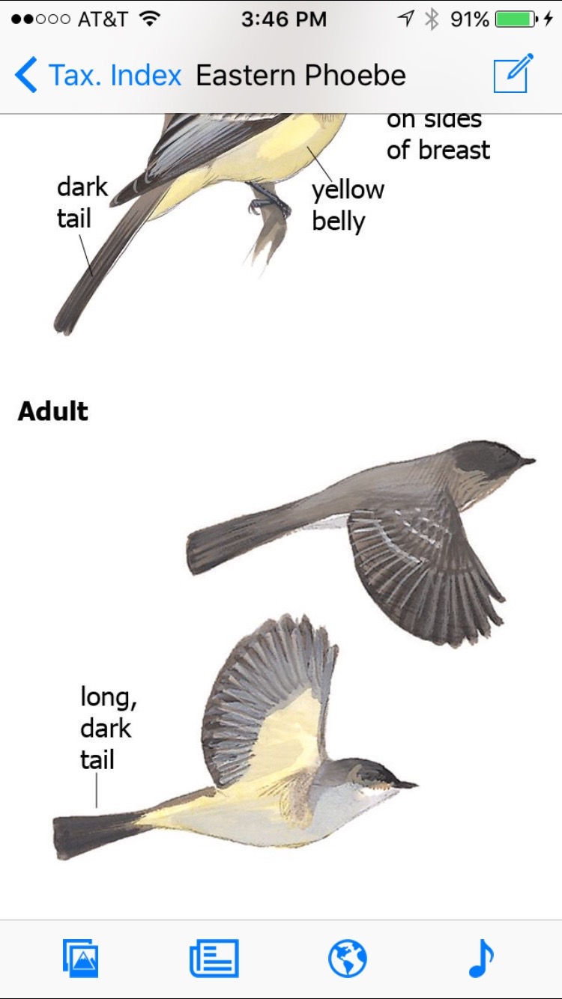 AT&T 3:46 PM 91%
Tax. Index Eastern Phoebe
on sides
of breast
dark
tail
yellow
belly
Adult
long,
dark
tail